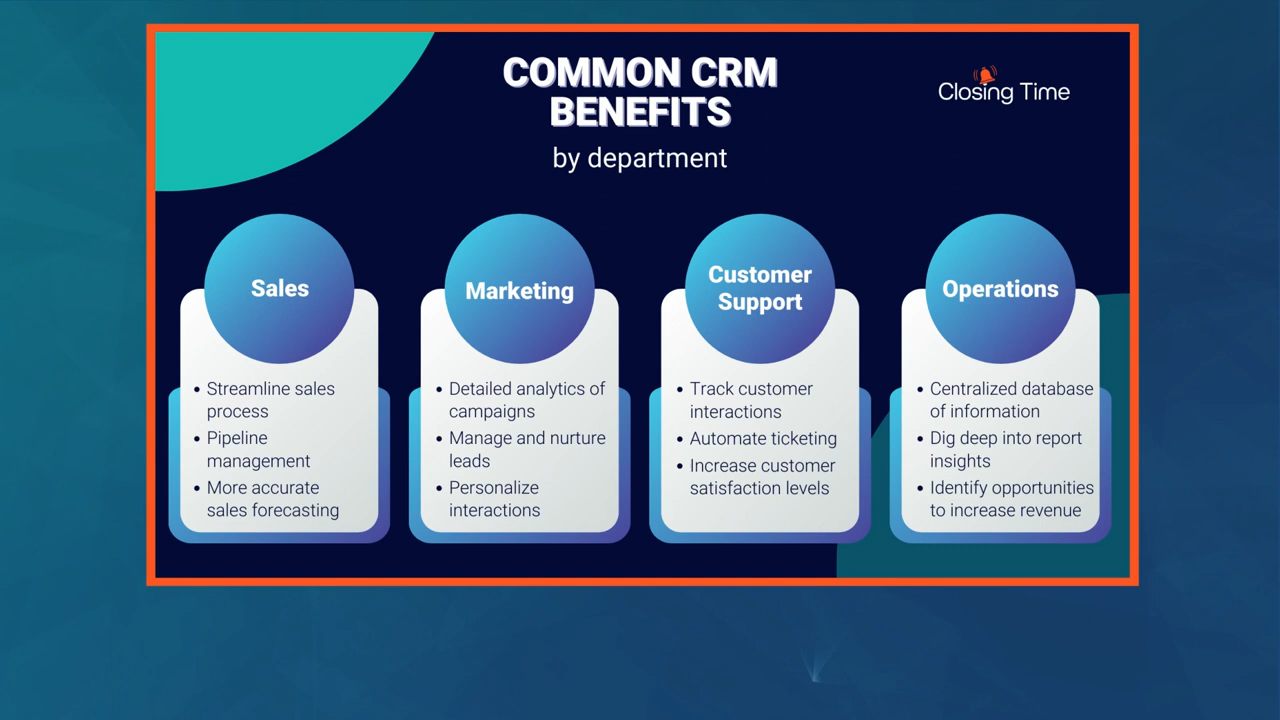 COMMON CRM
BENEFITS
by department
Closing Time
Sales
• Streamline sales
process
• Pipeline
management
• More accurate
sales forecasting
Marketing
• Detailed analytics of
campaigns
• Manage and nurture
leads
• Personalize
interactions
Customer
Support
• Track customer
interactions
• Automate ticketing
• Increase customer
satisfaction levels
Operations
• Centralized database
of information
• Dig deep into report
insights
• Identify opportunities
to increase revenue